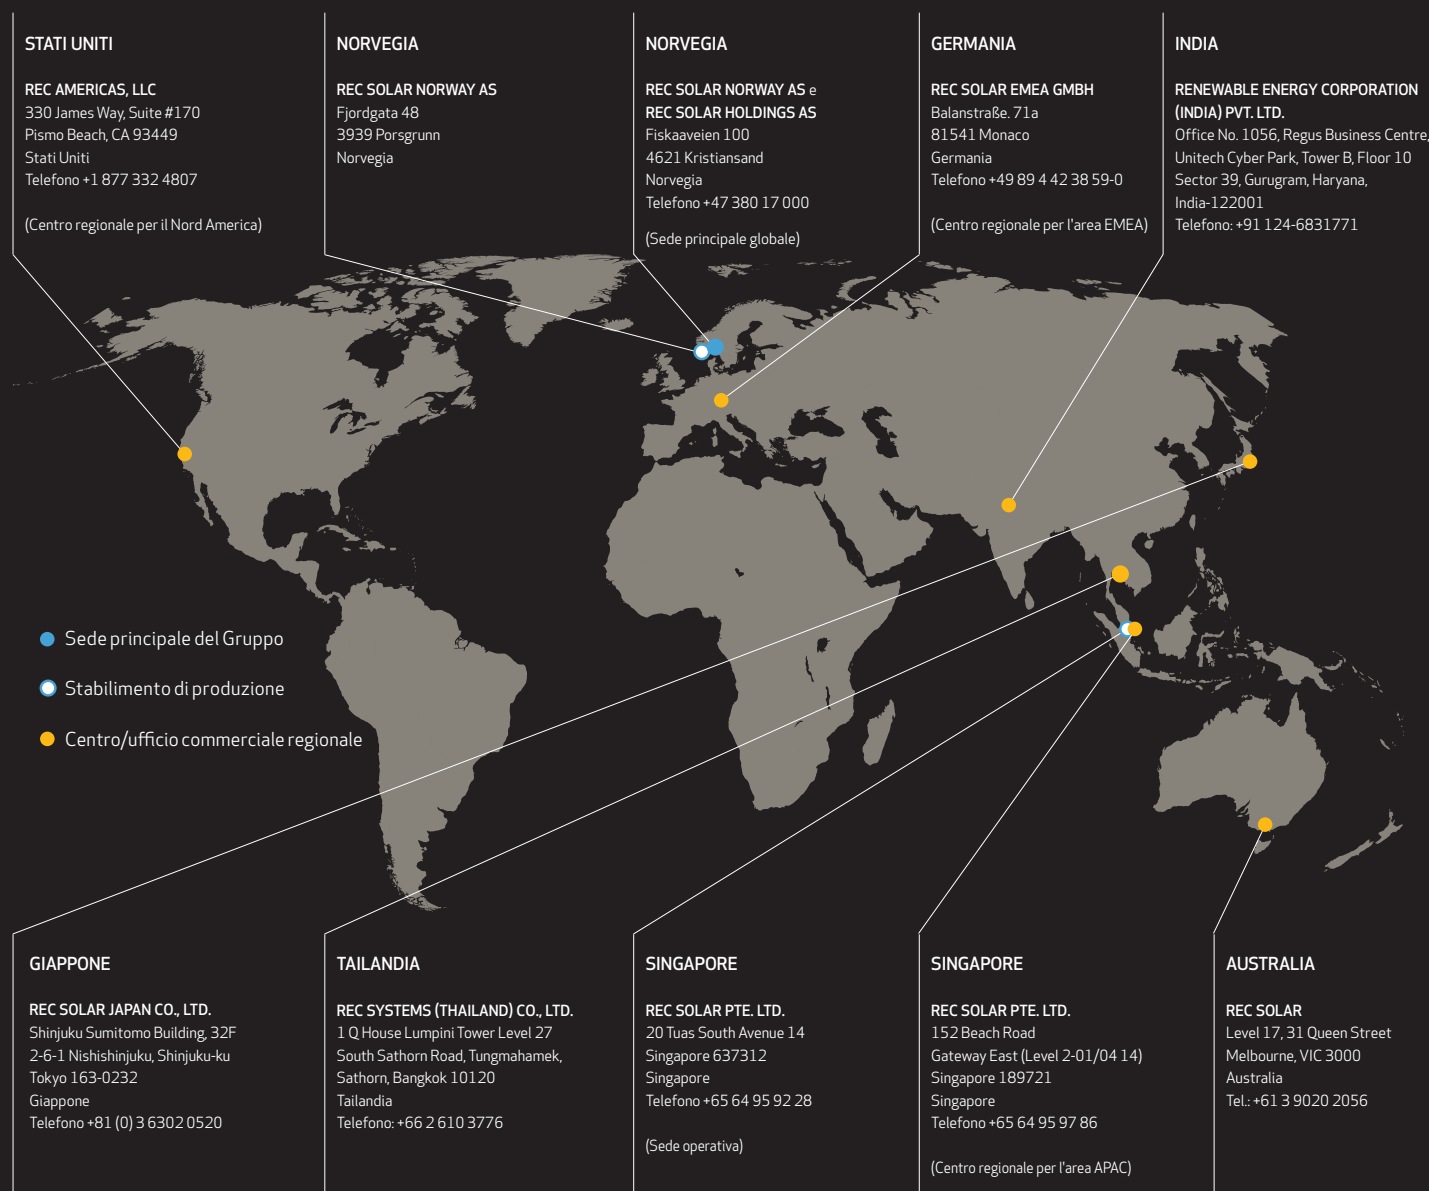 STATI UNITI
REC AMERICAS, LLC
330 James Way, Suite #170
Pismo Beach, CA 93449
Stati Uniti
Telefono +1 877 332 4807
(Centro regionale per il Nord America)
NORVEGIA
REC SOLAR NORWAY AS
Fjordgata 48
3939 Porsgrunn
Norvegia
NORVEGIA
REC SOLAR NORWAY AS e
REC SOLAR HOLDINGS AS
Fiskaaveien 100
4621 Kristiansand
Norvegia
Telefono +47 380 17 000
(Sede principale globale)
GERMANIA
REC SOLAR EMEA GMBH
Balanstraße. 71a
81541 Monaco
Germania
Telefono +49 89 4 42 38 59-0
(Centro regionale per l'area EMEA)
INDIA
RENEWABLE ENERGY CORPORATION
(INDIA) PVT. LTD.
Office No. 1056, Regus Business Centre,
Unitech Cyber Park, Tower B, Floor 10
Sector 39, Gurugram, Haryana,
India-122001
Telefono: +91 124-6831771
Sede principale del Gruppo
Stabilimento di produzione
Centro/ufficio commerciale regionale
GIAPPONE
REC SOLAR JAPAN CO., LTD.
Shinjuku Sumitomo Building, 32F
2-6-1 Nishishinjuku, Shinjuku-ku
Tokyo 163-0232
Giappone
Telefono +81 (0) 3 6302 0520
TAILANDIA
REC SYSTEMS (THAILAND) CO., LTD.
1 Q House Lumpini Tower Level 27
South Sathorn Road, Tungmahamek,
Sathorn, Bangkok 10120
Tailandia
Telefono: +66 2 610 3776
SINGAPORE
REC SOLAR PTE. LTD.
20 Tuas South Avenue 14
Singapore 637312
Singapore
Telefono +65 64 95 92 28
(Sede operativa)
SINGAPORE
REC SOLAR PTE. LTD.
152 Beach Road
Gateway East (Level 2-01/04 14)
Singapore 189721
Singapore
Telefono +65 64 95 97 86
(Centro regionale per l'area APAC)
AUSTRALIA
REC SOLAR
Level 17, 31 Queen Street
Melbourne, VIC 3000
Australia
Tel.: +61 3 9020 2056